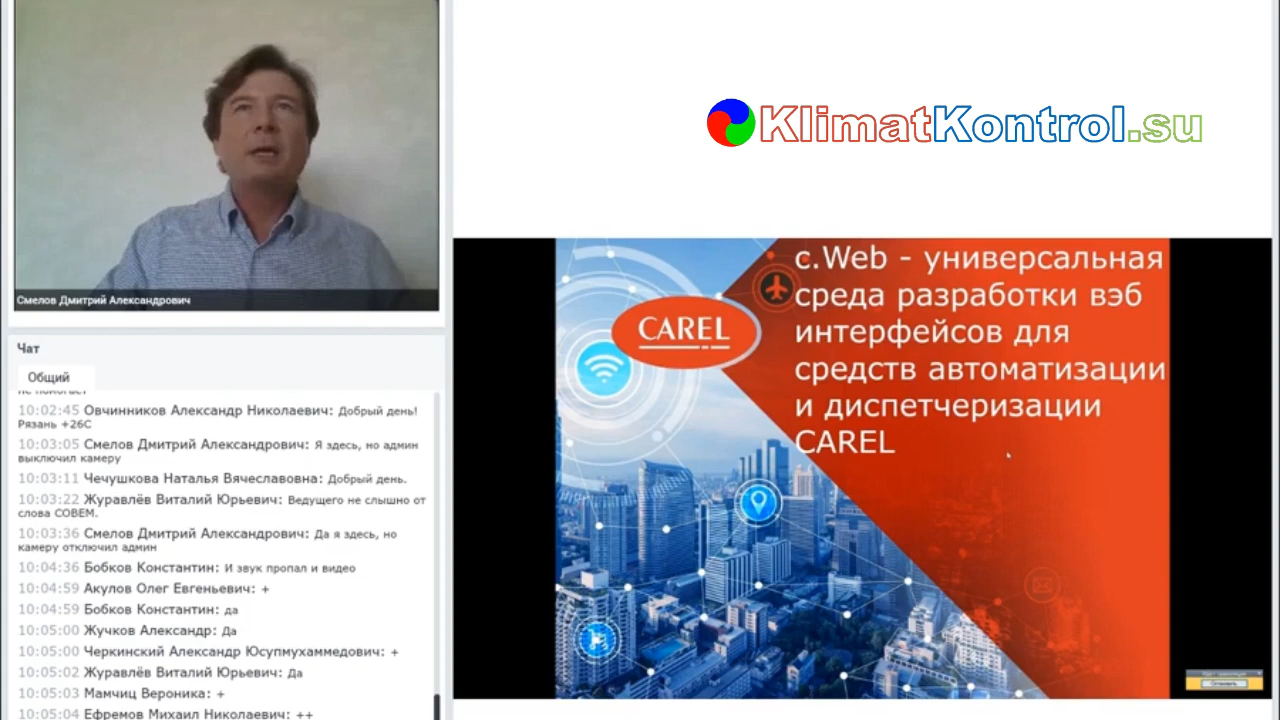 Смелов Дмитрий Александрович
KlimatKontrol.su
CAREL
c.Web - универсальная
среда разработки вэб
интерфейсов для
средств автоматизации
и диспетчеризации
CAREL
Чат
Общий
не помогает
10:02:45 Овчинников Александр Николаевич: Добрый день!
Рязань +26С
10:03:05 Смелов Дмитрий Александрович: Я здесь, но админ
выключил камеру
10:03:11 Чечушкова Наталья Вячеславовна: Добрый день.
10:03:22 Журавлёв Виталий Юрьевич: Ведущего не слышно от
слова СОВЕМ.
10:03:36 Смелов Дмитрий Александрович: Да я здесь, но
камеру отключил админ
10:04:36 Бобков Константин: И звук пропал и видео
10:04:59 Акулов Олег Евгеньевич: +
10:04:59 Бобков Константин: да
10:05:00 Жучков Александр: Да
10:05:00 Черкинский Александр Юсупмухаммедович: +
10:05:02 Журавлёв Виталий Юрьевич: Да
10:05:03 Мамчиц Вероника: +
10:05:04 Ефремов Михаил Николаевич: ++